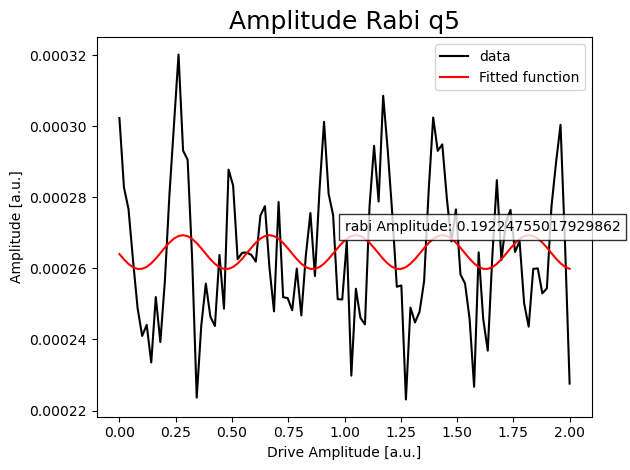 Amplitude Rabi q5
data
Fitted function
rabi Amplitude: 0.19224755017929862
Amplitude [a.u.]
0.00032
0.00030
0.00028
0.00026
0.00024
0.00022
0.00 0.25 0.50 0.75 1.00 1.25 1.50 1.75 2.00
Drive Amplitude [a.u.]